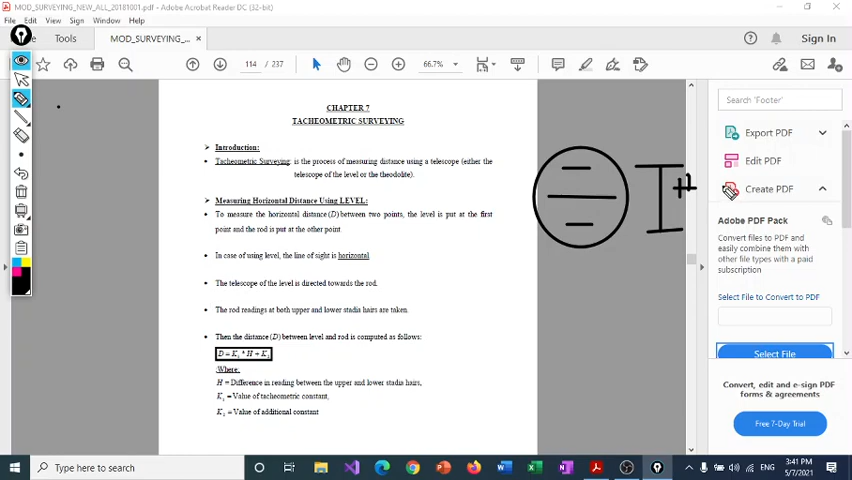 MOD_SURVEYING_NEW_ALL_20181001.pdf - Adobe Acrobat Reader DC (32-bit)
File Edit View Sign Window Help
Tools MOD_SURVEYING_... × Sign In
114 / 237 66.7%
CHAPTER 7
TACHEOMETRIC SURVEYING
➤ Introduction:
• Tacheometric Surveying: is the process of measuring distance using a telescope (either the
telescope of the level or the theodolite).
➤ Measuring Horizontal Distance Using LEVEL:
• To measure the horizontal distance (D) between two points, the level is put at the first
point and the rod is put at the other point.
• In case of using level, the line of sight is horizontal.
• The telescope of the level is directed towards the rod.
• The rod readings at both upper and lower stadia hairs are taken.
• Then the distance (D) between level and rod is computed as follows:
D = K₁ * H + K₂
Where:
H = Difference in reading between the upper and lower stadia hairs,
K₁ = Value of tacheometric constant,
K₂ = Value of additional constant
H
Search 'Footer'
Export PDF
Edit PDF
Create PDF
Adobe PDF Pack
Convert files to PDF and
easily combine them with
other file types with a paid
subscription
Select File to Convert to PDF
Select File
Convert, edit and e-sign PDF
forms & agreements
Free 7-Day Trial
Type here to search
ENG
3:41 PM
5/7/2021